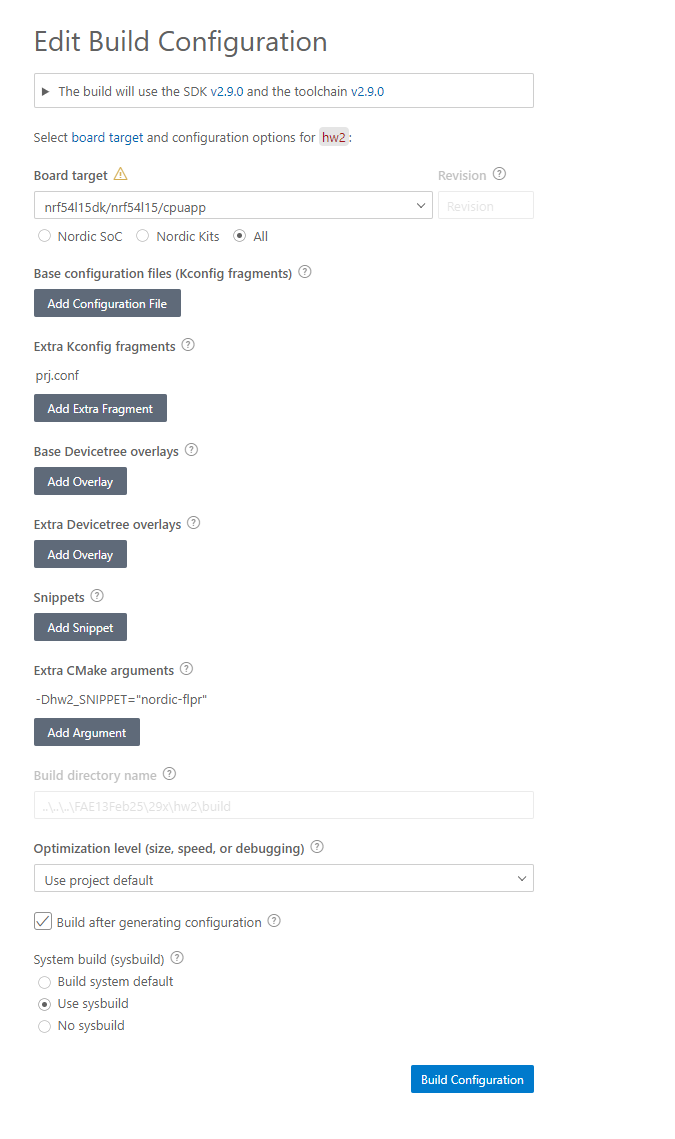 Edit Build Configuration
The build will use the SDK v2.9.0 and the toolchain v2.9.0
Select board target and configuration options for hw2:
Board target
Revision
nrf54l15dk/nrf54l15/cpuapp
Revision
Nordic SoC
Nordic Kits
All
Base configuration files (Kconfig fragments)
Add Configuration File
Extra Kconfig fragments
prj.conf
Add Extra Fragment
Base Devicetree overlays
Add Overlay
Extra Devicetree overlays
Add Overlay
Snippets
Add Snippet
Extra CMake arguments
-Dhw2_SNIPPET="nordic-flpr"
Add Argument
Build directory name
..\..\..\FAE13Feb25\29x\hw2\build
Optimization level (size, speed, or debugging)
Use project default
Build after generating configuration
System build (sysbuild)
Build system default
Use sysbuild
No sysbuild
Build Configuration